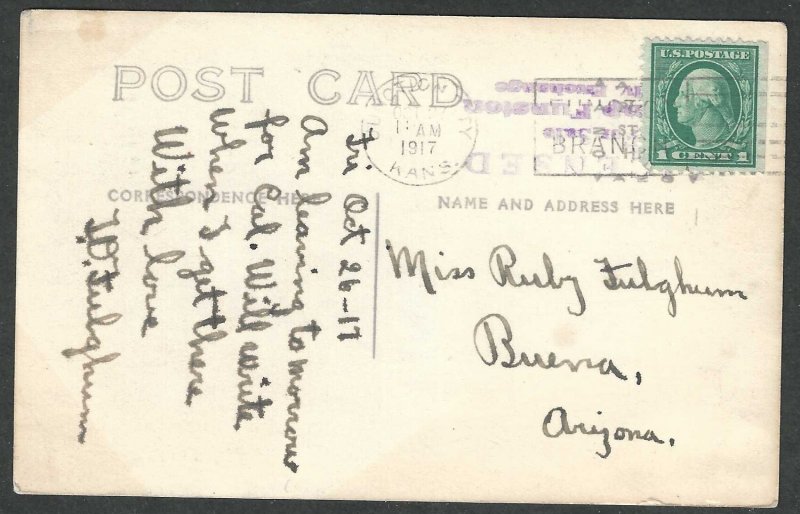 POST CARD
AM
1917
KANS.
U.S. POSTAGE
1 CENT 1
CORRESPONDENCE HERE
NAME AND ADDRESS HERE
Fri Oct 26-17
Am leaving tomorrow
for Cal. Will write
when I get there
With love
Fulghum
Miss Ruby Fulghum
Buena,
Arizona.